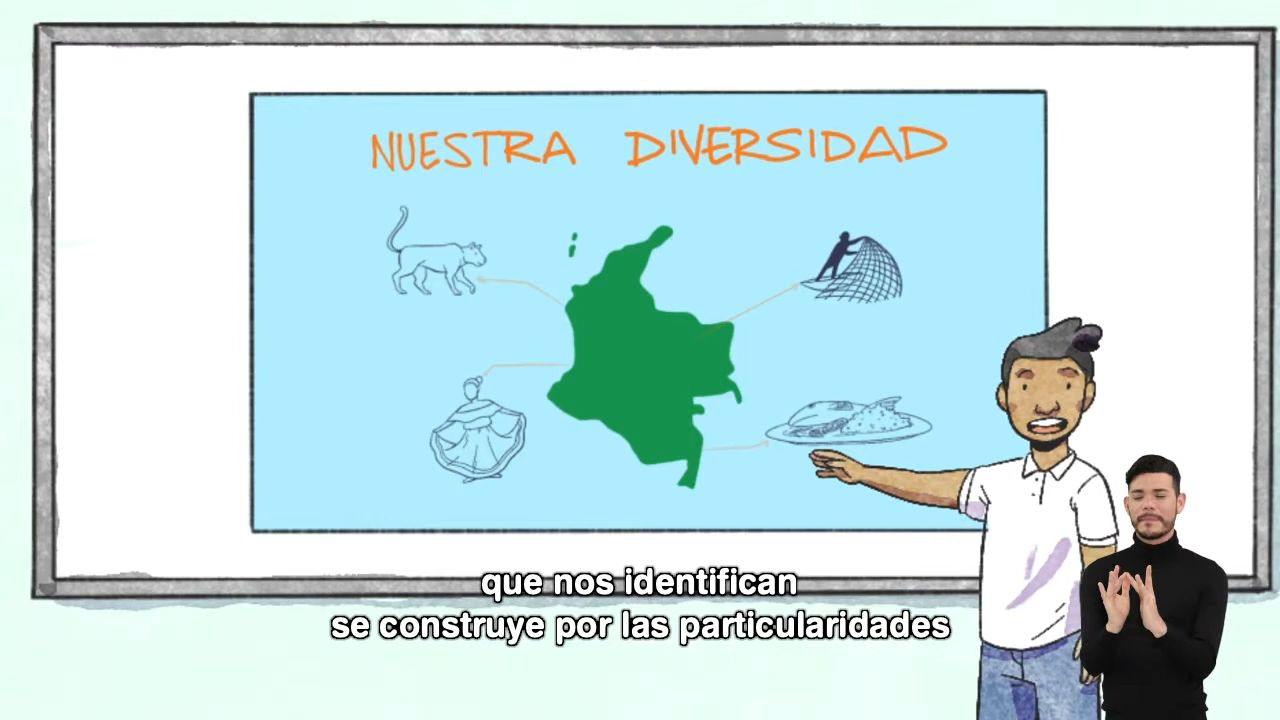 NUESTRA DIVERSIDAD
que nos identifican
se construye por las particularidades